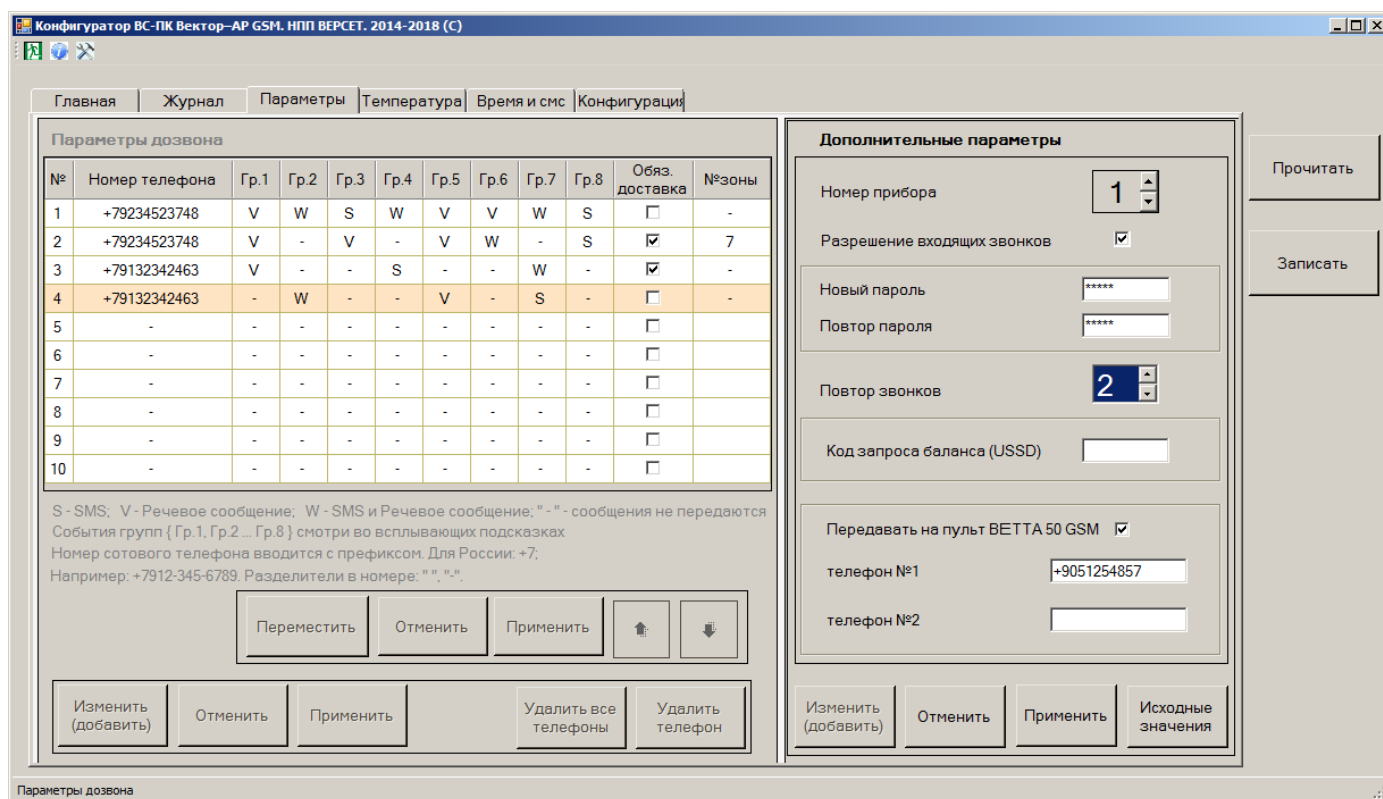 Конфигуратор ВС-ПК Вектор–АР GSM. НПП ВЕРСЕТ. 2014-2018 (С)
Главная Журнал Параметры Температура Время и смс Конфигурация
Параметры дозвона
№ Номер телефона Гр.1 Гр.2 Гр.3 Гр.4 Гр.5 Гр.6 Гр.7 Гр.8 Обяз. доставка №зоны
1 +79234523748 V W S W V V W S -
2 +79234523748 V - V - V W - S 7
3 +79132342463 V - - S - - W - -
4 +79132342463 - W - - V - S - -
5 - - - - - - - - -
6 - - - - - - - - -
7 - - - - - - - - -
8 - - - - - - - - -
9 - - - - - - - - -
10 - - - - - - - - -
S - SMS; V - Речевое сообщение; W - SMS и Речевое сообщение; " - " - сообщения не передаются
События групп { Гр.1, Гр.2 ... Гр.8 } смотри во всплывающих подсказках
Номер сотового телефона вводится с префиксом. Для России: +7;
Например: +7912-345-6789. Разделители в номере: " ", "-".
Переместить Отменить Применить
Изменить (добавить) Отменить Применить Удалить все телефоны Удалить телефон
Дополнительные параметры
Номер прибора 1
Разрешение входящих звонков
Новый пароль *****
Повтор пароля *****
Повтор звонков 2
Код запроса баланса (USSD)
Передавать на пульт BETTA 50 GSM
телефон №1 +9051254857
телефон №2
Изменить (добавить) Отменить Применить Исходные значения
Прочитать
Записать
Параметры дозвона